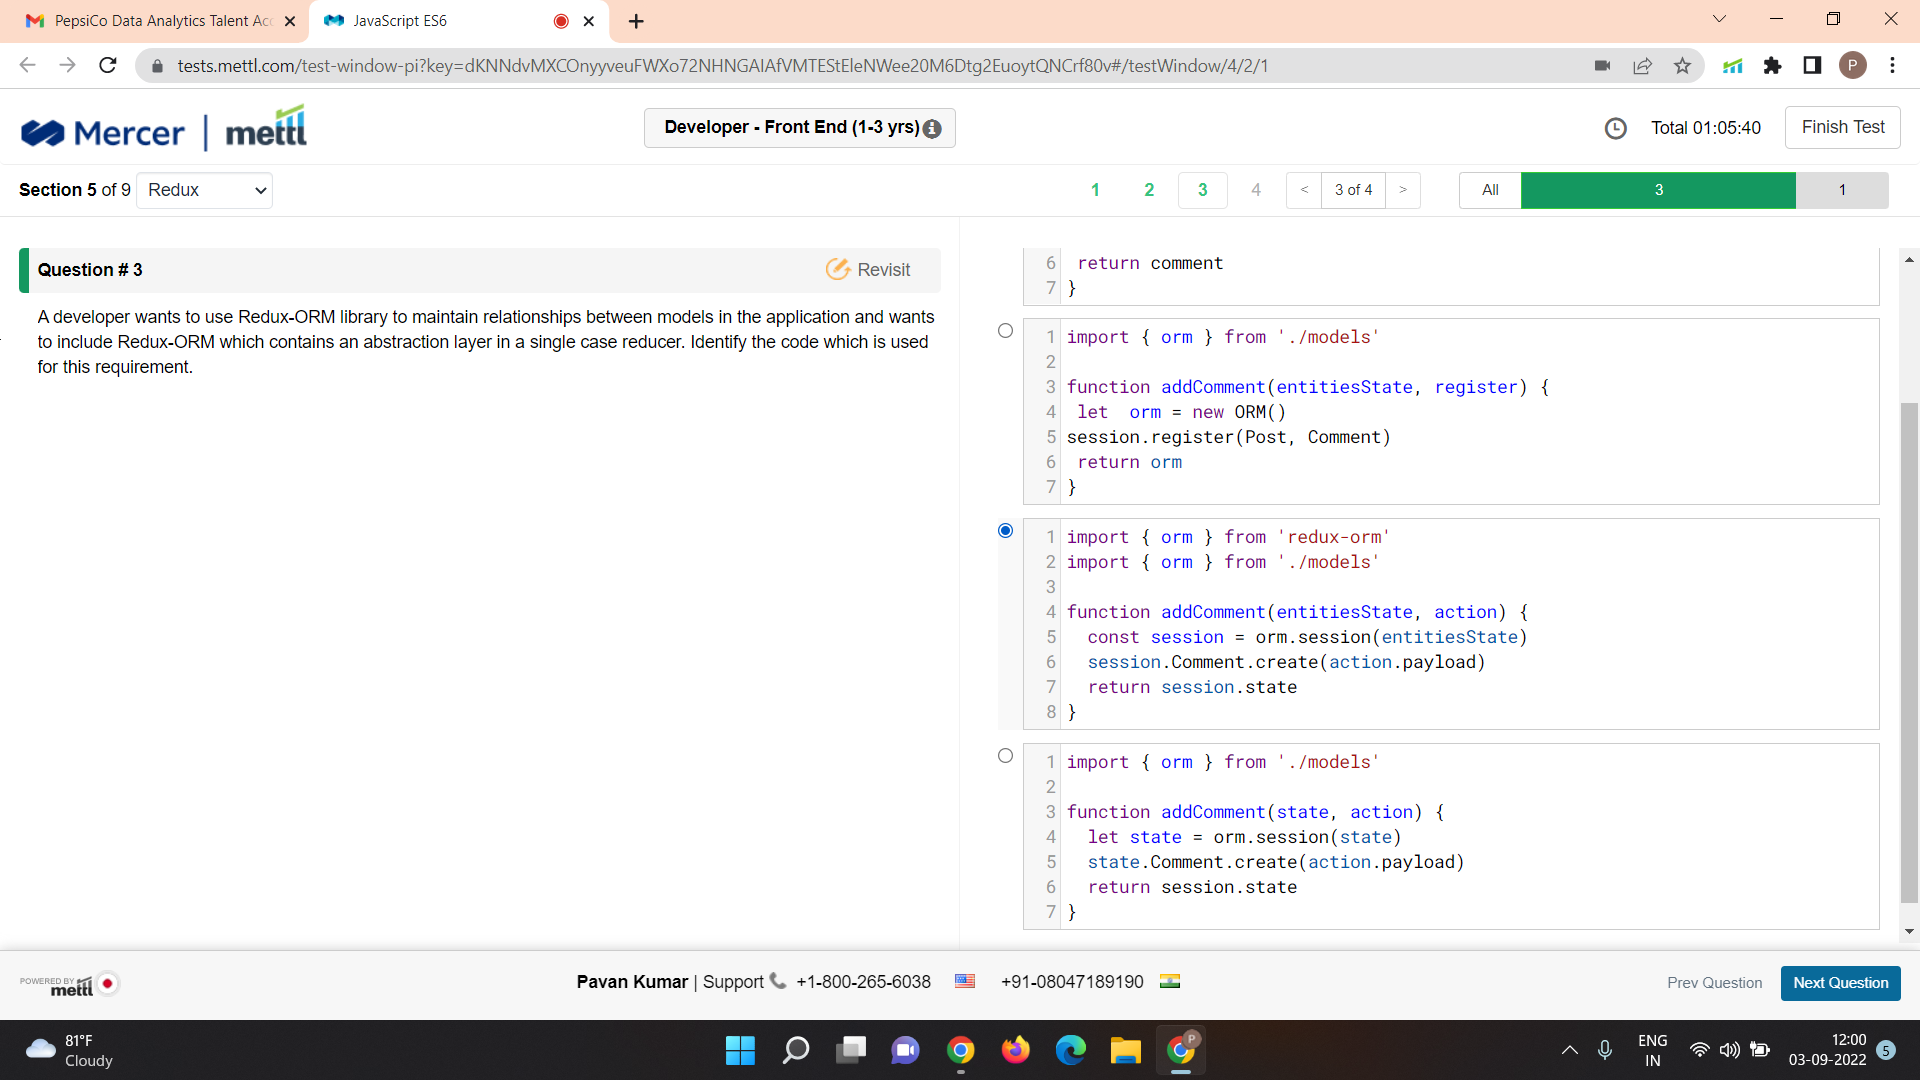 PepsiCo Data Analytics Talent Acc
JavaScript ES6
tests.mettl.com/test-window-pi?key=dKNNdvMXCOnyyveuFWXo72NHNGAIAfVMTEStEleNWee20M6Dtg2EuoytQNCrf80v#/testWindow/4/2/1
P
Mercer | mettl
Developer - Front End (1-3 yrs)
Total 01:05:40
Finish Test
Section 5 of 9
Redux
1
2
3
4
<
3 of 4
>
All
3
1
Question # 3
Revisit
A developer wants to use Redux-ORM library to maintain relationships between models in the application and wants
to include Redux-ORM which contains an abstraction layer in a single case reducer. Identify the code which is used
for this requirement.
6 return comment
7 }
1 import { orm } from './models'
2
3 function addComment(entitiesState, register) {
4 let orm = new ORM()
5 session.register(Post, Comment)
6 return orm
7 }
1 import { orm } from 'redux-orm'
2 import { orm } from './models'
3
4 function addComment(entitiesState, action) {
5 const session = orm.session(entitiesState)
6 session.Comment.create(action.payload)
7 return session.state
8 }
1 import { orm } from './models'
2
3 function addComment(state, action) {
4 let state = orm.session(state)
5 state.Comment.create(action.payload)
6 return session.state
7 }
POWERED BY
mettl
Pavan Kumar | Support +1-800-265-6038
+91-08047189190
Prev Question
Next Question
81°F
Cloudy
P
ENG
IN
12:00
03-09-2022
5